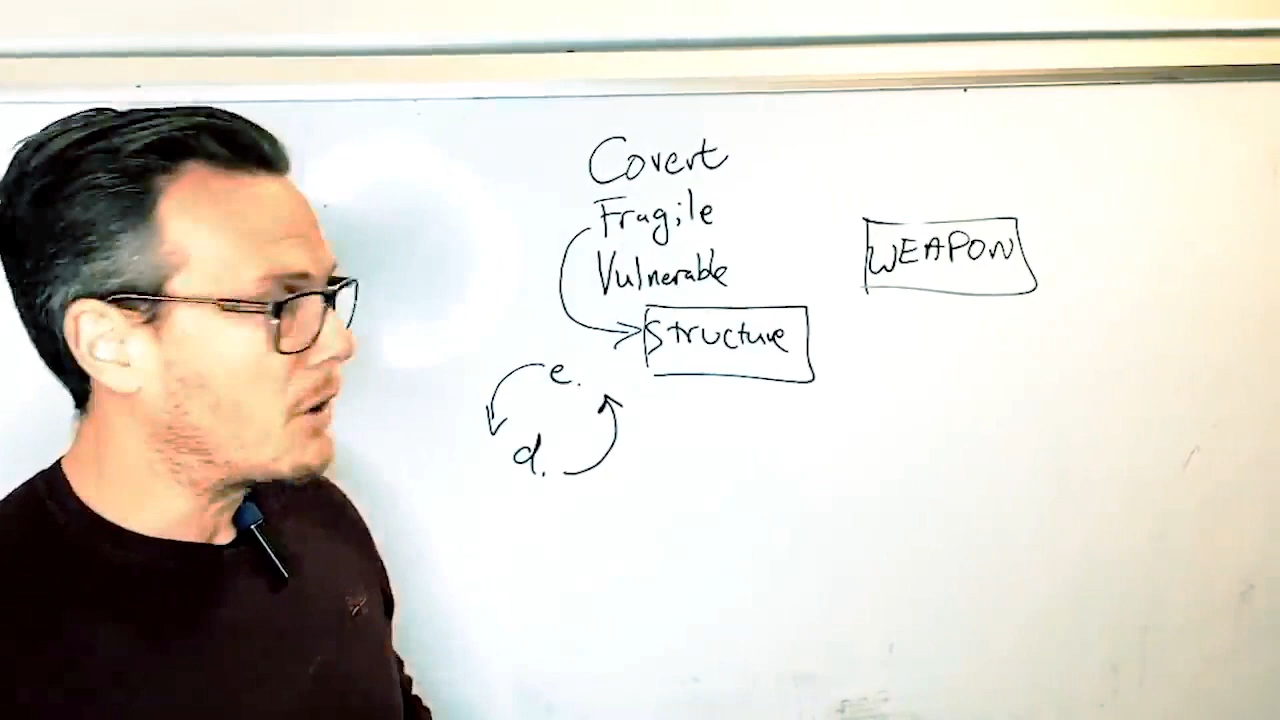 Covert
Fragile
Vulnerable
Structure
WEAPON
e.
d.